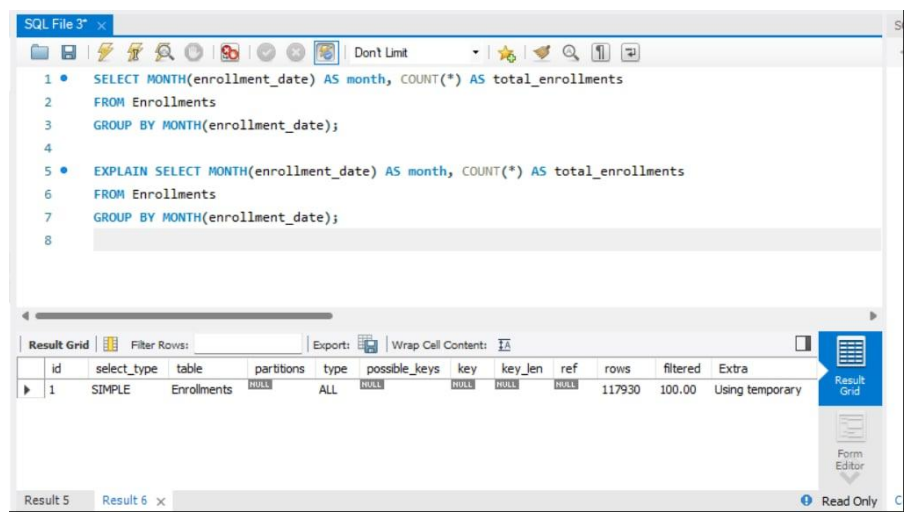 SQL File 3*
Don't Limit
1 SELECT MONTH(enrollment_date) AS month, COUNT(*) AS total_enrollments
2 FROM Enrollments
3 GROUP BY MONTH(enrollment_date);
4
5 EXPLAIN SELECT MONTH(enrollment_date) AS month, COUNT(*) AS total_enrollments
6 FROM Enrollments
7 GROUP BY MONTH(enrollment_date);
8
Result Grid Filter Rows: Export: Wrap Cell Content: IA
id select_type table partitions type possible_keys key key_len ref rows filtered Extra
1 SIMPLE Enrollments NULL ALL NULL NULL NULL NULL 117930 100.00 Using temporary
Result
Grid
Form
Editor
Result 5 Result 6 Read Only